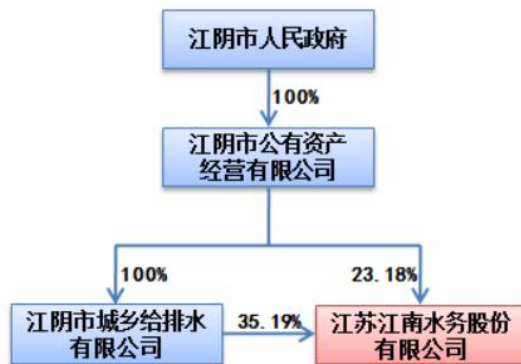 江阴市人民政府
100%
江阴市公有资产
经营有限公司
100%
23.18%
江阴市城乡给排水
有限公司
35.19%
江苏江南水务股份
有限公司